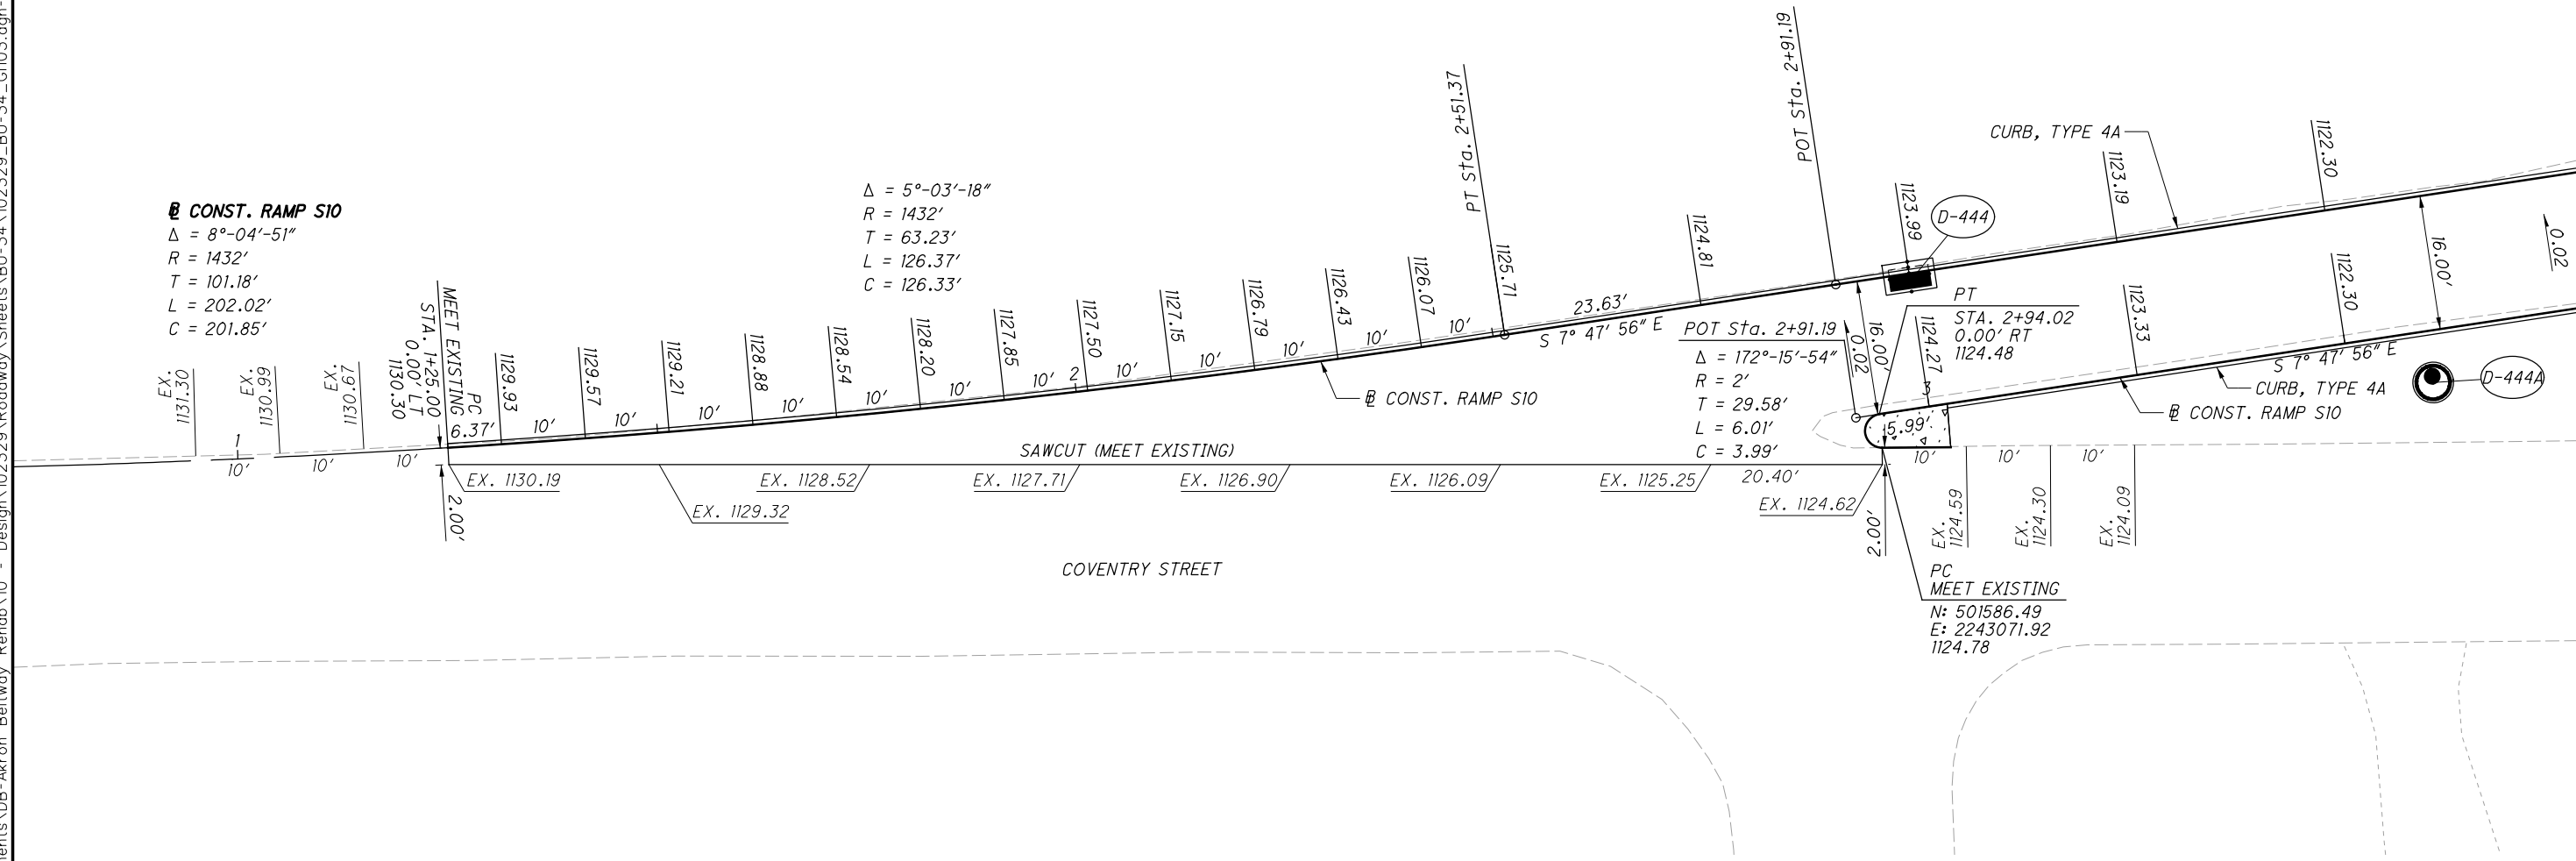 ℄ CONST. RAMP S10
Δ = 8°-04'-51"
R = 1432'
T = 101.18'
L = 202.02'
C = 201.85'
Δ = 5°-03'-18"
R = 1432'
T = 63.23'
L = 126.37'
C = 126.33'
EX.
1131.30
EX.
1130.99
EX.
1130.67
1
10'
10'
10'
MEET EXISTING
PC
STA. 1+25.00
0.00' LT
1130.30
6.37'
1129.93
10'
1129.57
10'
1129.21
10'
1128.88
10'
1128.54
10'
1128.20
10'
1127.85
10'
2
1127.50
10'
1127.15
10'
1126.79
10'
1126.43
10'
1126.07
10'
1125.71
PT Sta. 2+51.37
23.63'
S 7° 47' 56" E
1124.81
POT Sta. 2+91.19
1123.99
D-444
CURB, TYPE 4A
1123.19
1122.30
16.00'
0.02
℄ CONST. RAMP S10
POT Sta. 2+91.19
Δ = 172°-15'-54"
R = 2'
T = 29.58'
L = 6.01'
C = 3.99'
0.02
16.00'
PT
STA. 2+94.02
0.00' RT
1124.48
1124.27
3
1123.33
1122.30
S 7° 47' 56" E
CURB, TYPE 4A
℄ CONST. RAMP S10
D-444A
5.99'
10'
10'
10'
SAWCUT (MEET EXISTING)
EX. 1130.19
EX. 1129.32
EX. 1128.52
EX. 1127.71
EX. 1126.90
EX. 1126.09
EX. 1125.25
20.40'
EX. 1124.62
2.00'
2.00'
EX.
1124.59
EX.
1124.30
EX.
1124.09
COVENTRY STREET
PC
MEET EXISTING
N: 501586.49
E: 2243071.92
1124.78